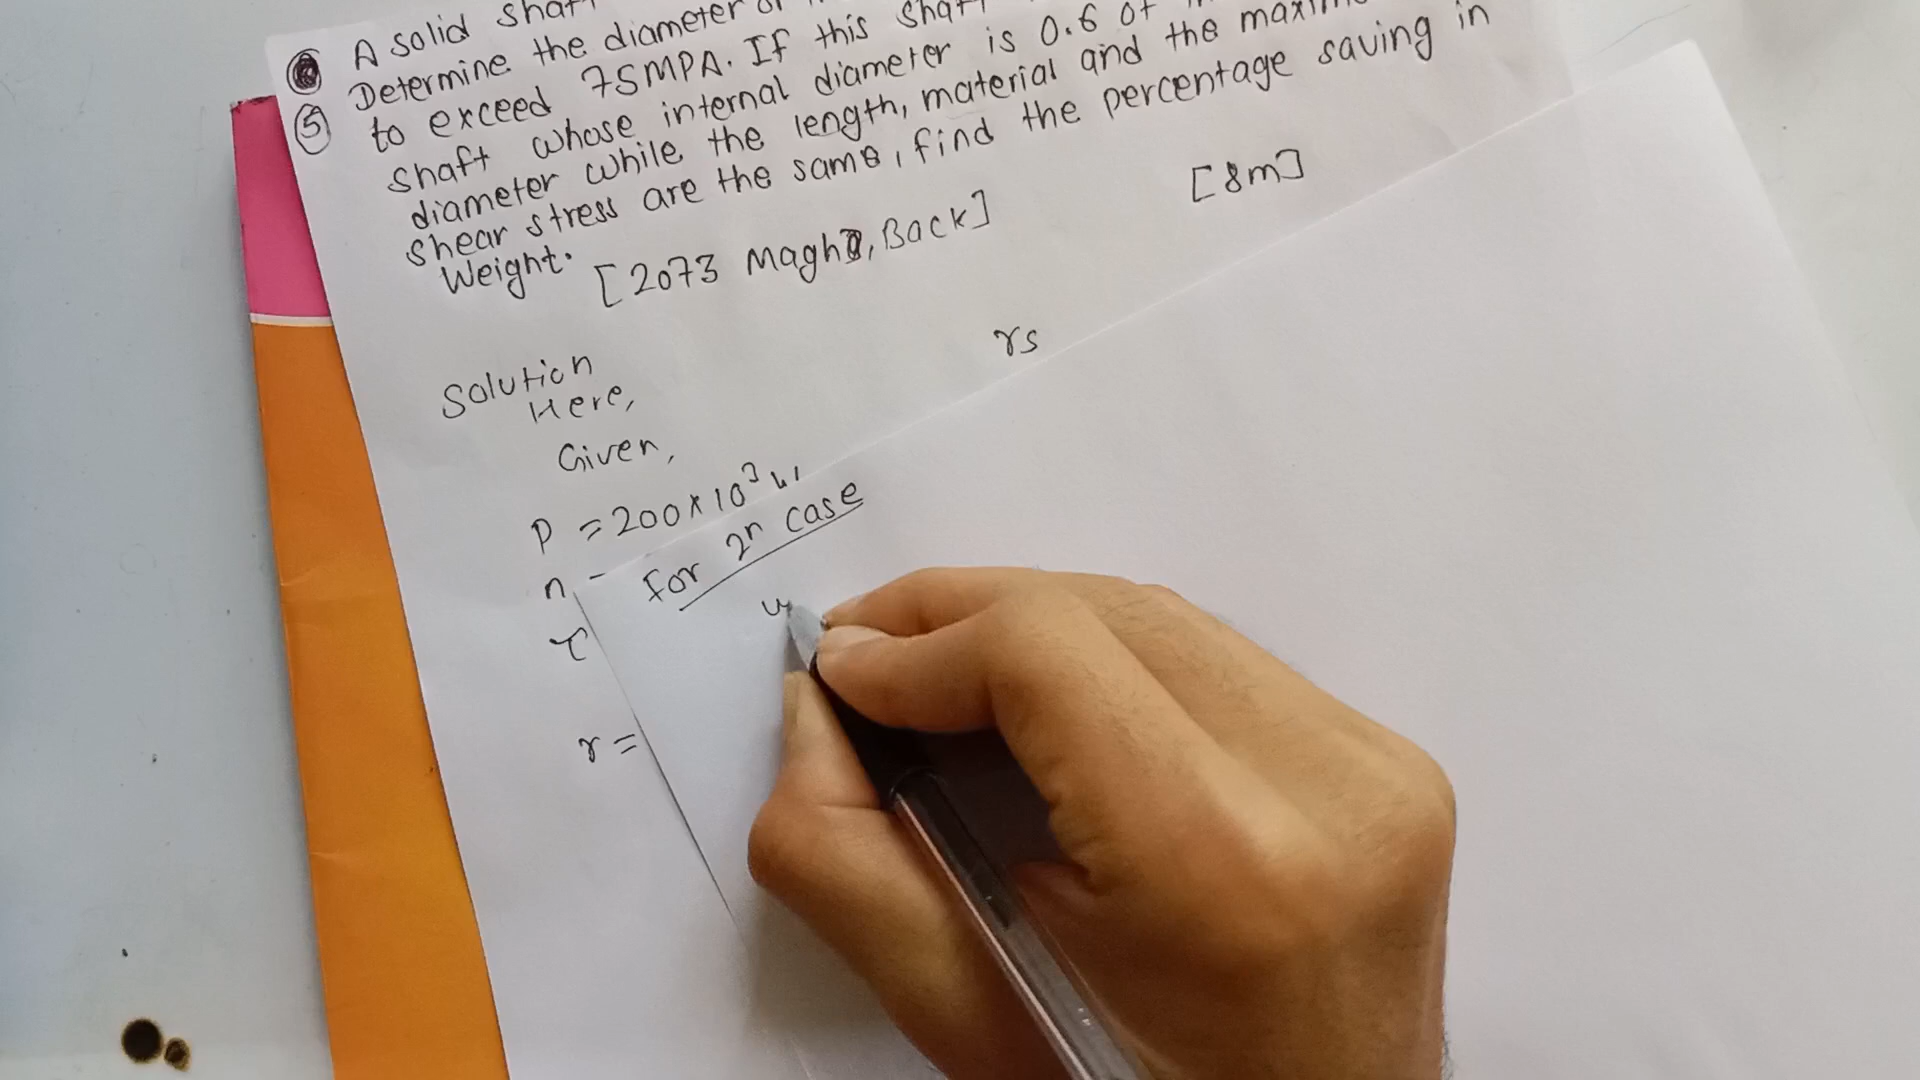 A solid shaft
Determine the diameter of
⑤ to exceed 75MPA. If this shaft
shaft whose internal diameter is 0.6 of
diameter while the length, material and the maxim
shear stress are the same, find the percentage saving in
Weight.
[8m]
[2073 Magh, Back]
rs
Solution
Here,
Given,
P = 200×10³ w
n
τ
r =
For 2n case
w